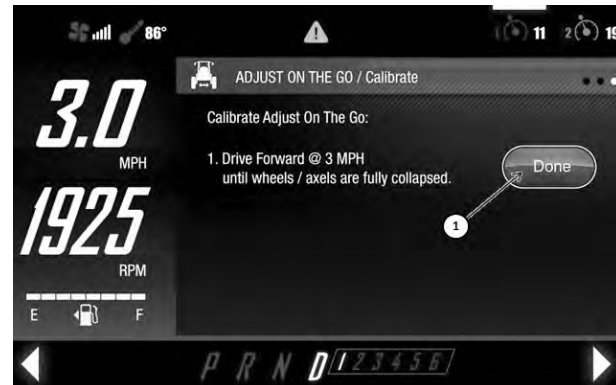 86°
11
2
19
3.0
MPH
1925
RPM
E
F
ADJUST ON THE GO / Calibrate
Calibrate Adjust On The Go:
1. Drive Forward @ 3 MPH
until wheels / axels are fully collapsed.
Done
1
P R N D 1 2 3 4 5 6